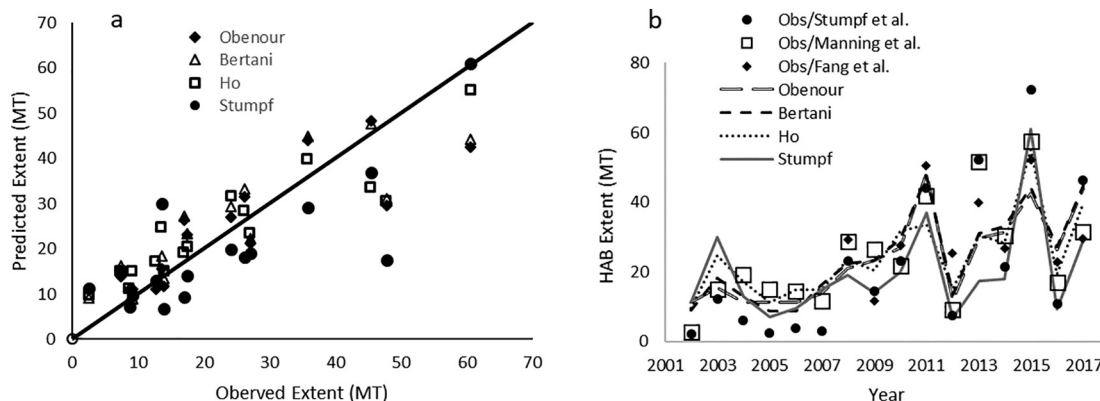 a
70
60
50
40
30
20
10
0
Predicted Extent (MT)
Obenour
Bertani
Ho
Stumpf
0 10 20 30 40 50 60 70
Oberved Extent (MT)
b
Obs/Stumpf et al.
Obs/Manning et al.
Obs/Fang et al.
Obenour
Bertani
Ho
Stumpf
80
60
40
20
0
HAB Extent (MT)
2001 2003 2005 2007 2009 2011 2013 2015 2017
Year